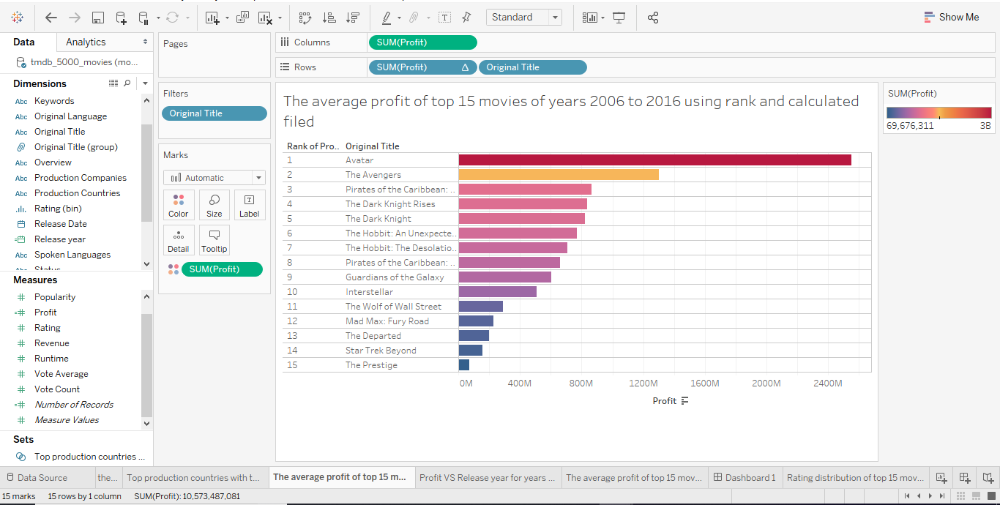 Standard
Show Me
Data
Analytics
tmdb_5000_movies (mo...
Dimensions
Abc Keywords
Abc Original Language
Abc Original Title
Original Title (group)
Abc Overview
Abc Production Companies
Abc Production Countries
Rating (bin)
Release Date
Release year
Abc Spoken Languages
Measures
# Popularity
=# Profit
# Rating
# Revenue
# Runtime
# Vote Average
# Vote Count
=# Number of Records
# Measure Values
Sets
Top production countries ...
Pages
Filters
Original Title
Marks
Automatic
Color
Size
Label
Detail
Tooltip
SUM(Profit)
Columns
SUM(Profit)
Rows
SUM(Profit) Δ
Original Title
The average profit of top 15 movies of years 2006 to 2016 using rank and calculated
filed
Rank of Pro.. Original Title
1 Avatar
2 The Avengers
3 Pirates of the Caribbean: ..
4 The Dark Knight Rises
5 The Dark Knight
6 The Hobbit: An Unexpecte..
7 The Hobbit: The Desolatio..
8 Pirates of the Caribbean: ..
9 Guardians of the Galaxy
10 Interstellar
11 The Wolf of Wall Street
12 Mad Max: Fury Road
13 The Departed
14 Star Trek Beyond
15 The Prestige
0M 400M 800M 1200M 1600M 2000M 2400M
Profit
SUM(Profit)
69,676,311 3B
Data Source
the...
Top production countries with t...
The average profit of top 15 m...
Profit VS Release year for years ...
The average profit of top 15 mov...
Dashboard 1
Rating distribution of top 15 mov...
15 marks 15 rows by 1 column SUM(Profit): 10,573,487,081